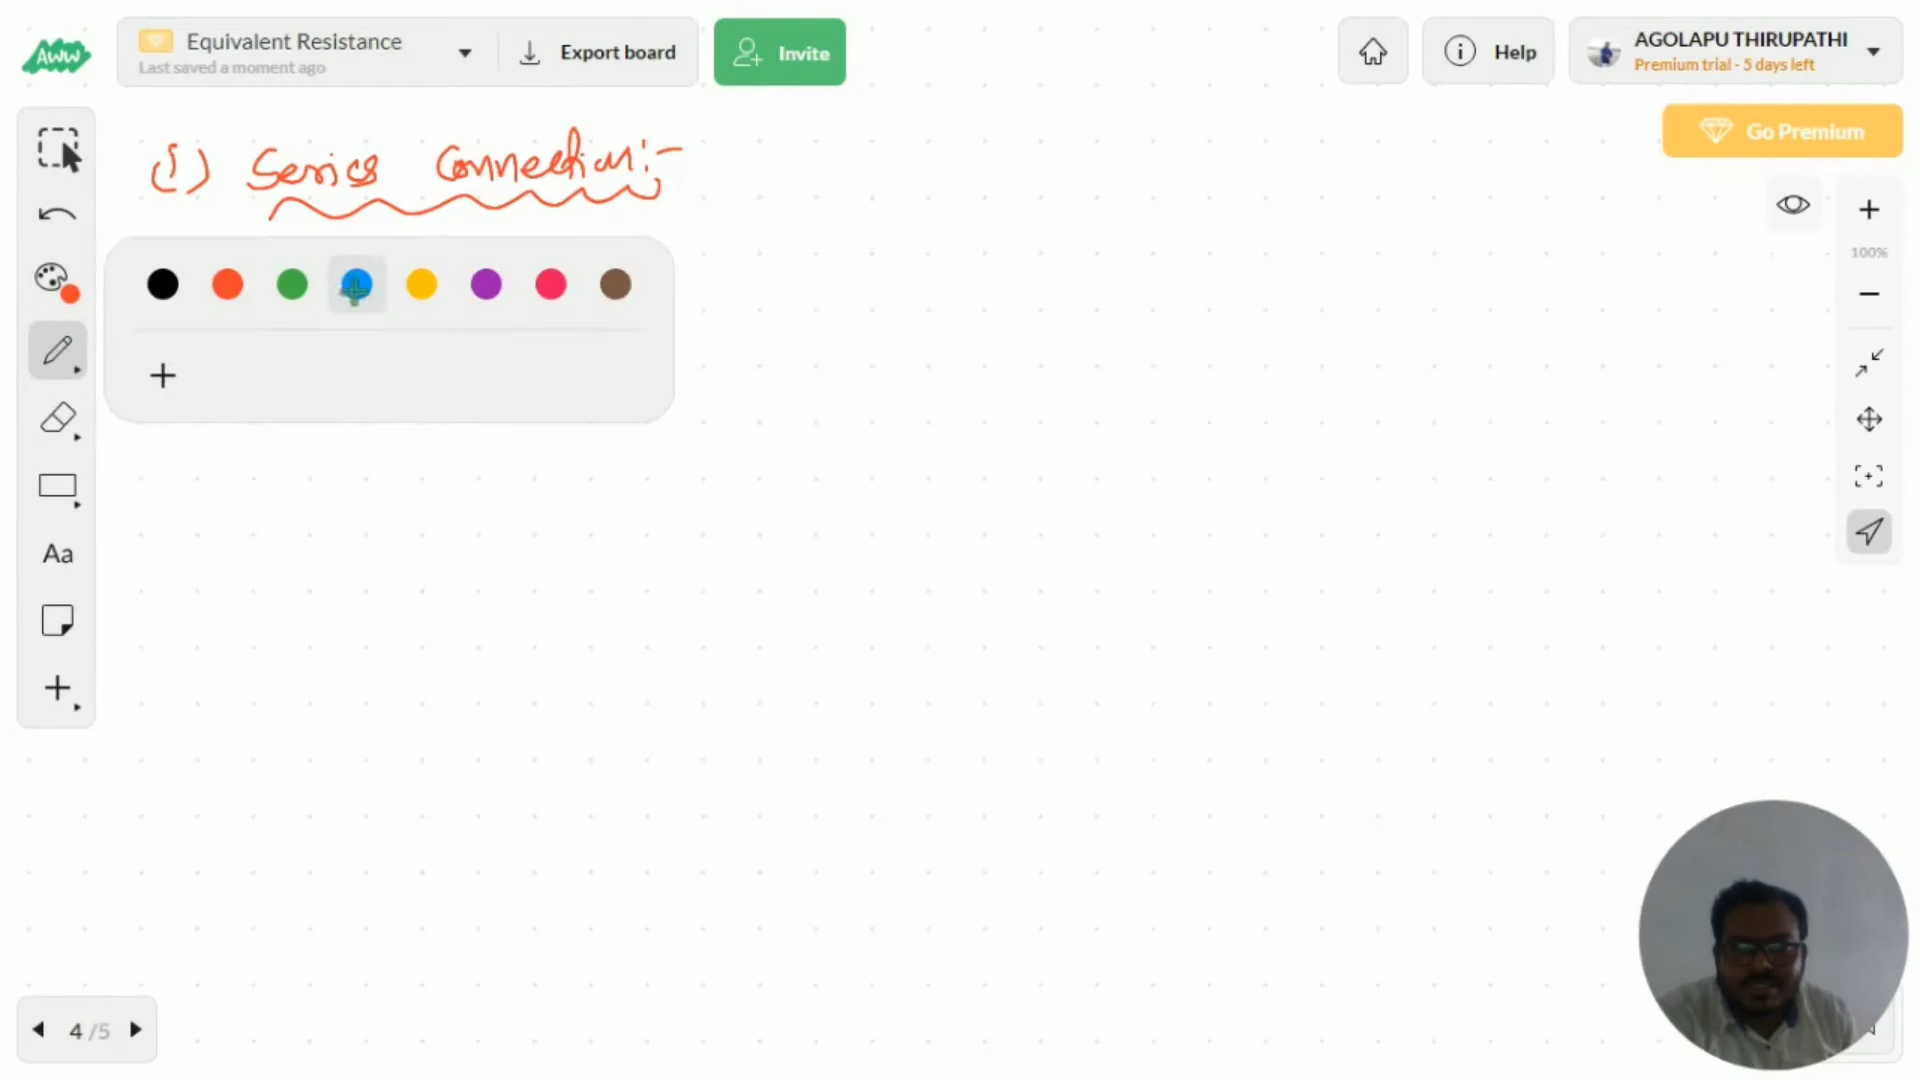 AWW Equivalent Resistance Export board Invite Help AGOLAPU THIRUPATHI
Last saved a moment ago Premium trial - 5 days left
Go Premium
(i) Series Connection:-
100%
Aa
4 /5